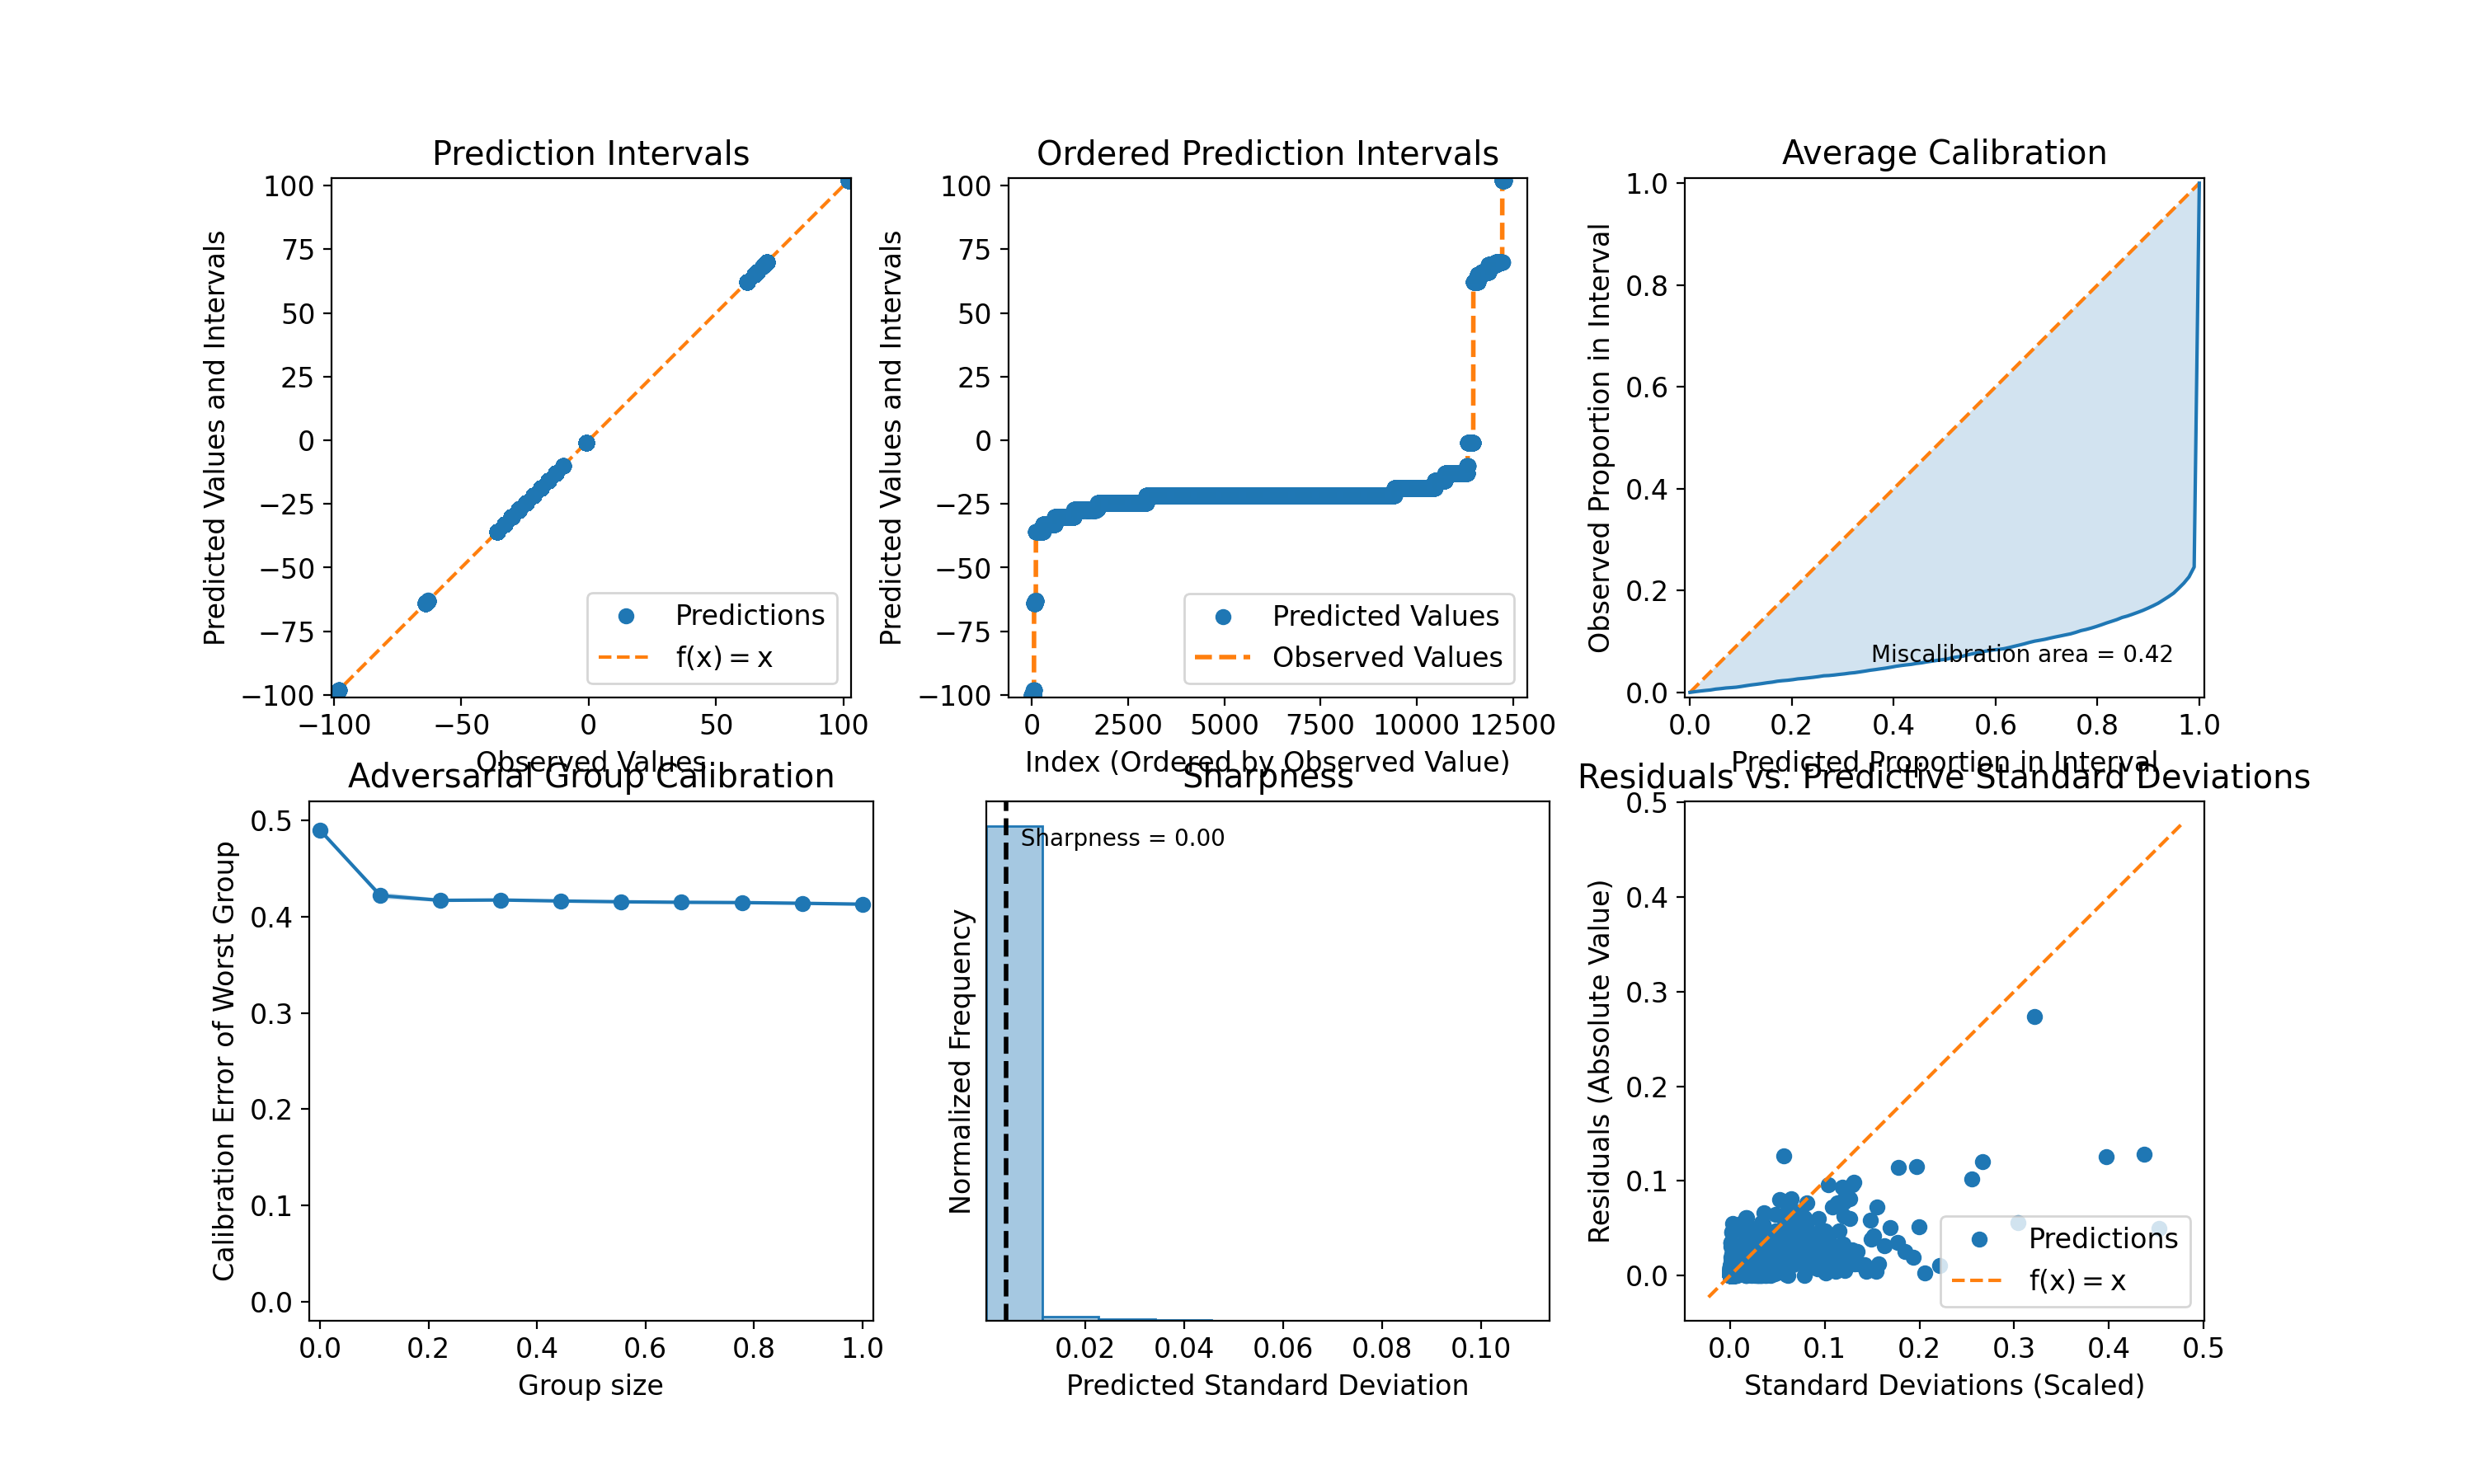 Prediction Intervals
Predicted Values and Intervals
100
75
50
25
0
−25
−50
−75
−100
Predictions
f(x) = x
−100 −50 0 50 100
Observed Values
Ordered Prediction Intervals
Predicted Values and Intervals
100
75
50
25
0
−25
−50
−75
−100
Predicted Values
Observed Values
0 2500 5000 7500 10000 12500
Index (Ordered by Observed Value)
Average Calibration
Observed Proportion in Interval
1.0
0.8
0.6
0.4
0.2
0.0
Miscalibration area = 0.42
0.0 0.2 0.4 0.6 0.8 1.0
Predicted Proportion in Interval
Adversarial Group Calibration
Calibration Error of Worst Group
0.5
0.4
0.3
0.2
0.1
0.0
0.0 0.2 0.4 0.6 0.8 1.0
Group size
Sharpness
Normalized Frequency
Sharpness = 0.00
0.02 0.04 0.06 0.08 0.10
Predicted Standard Deviation
Residuals vs. Predictive Standard Deviations
Residuals (Absolute Value)
0.5
0.4
0.3
0.2
0.1
0.0
Predictions
f(x) = x
0.0 0.1 0.2 0.3 0.4 0.5
Standard Deviations (Scaled)